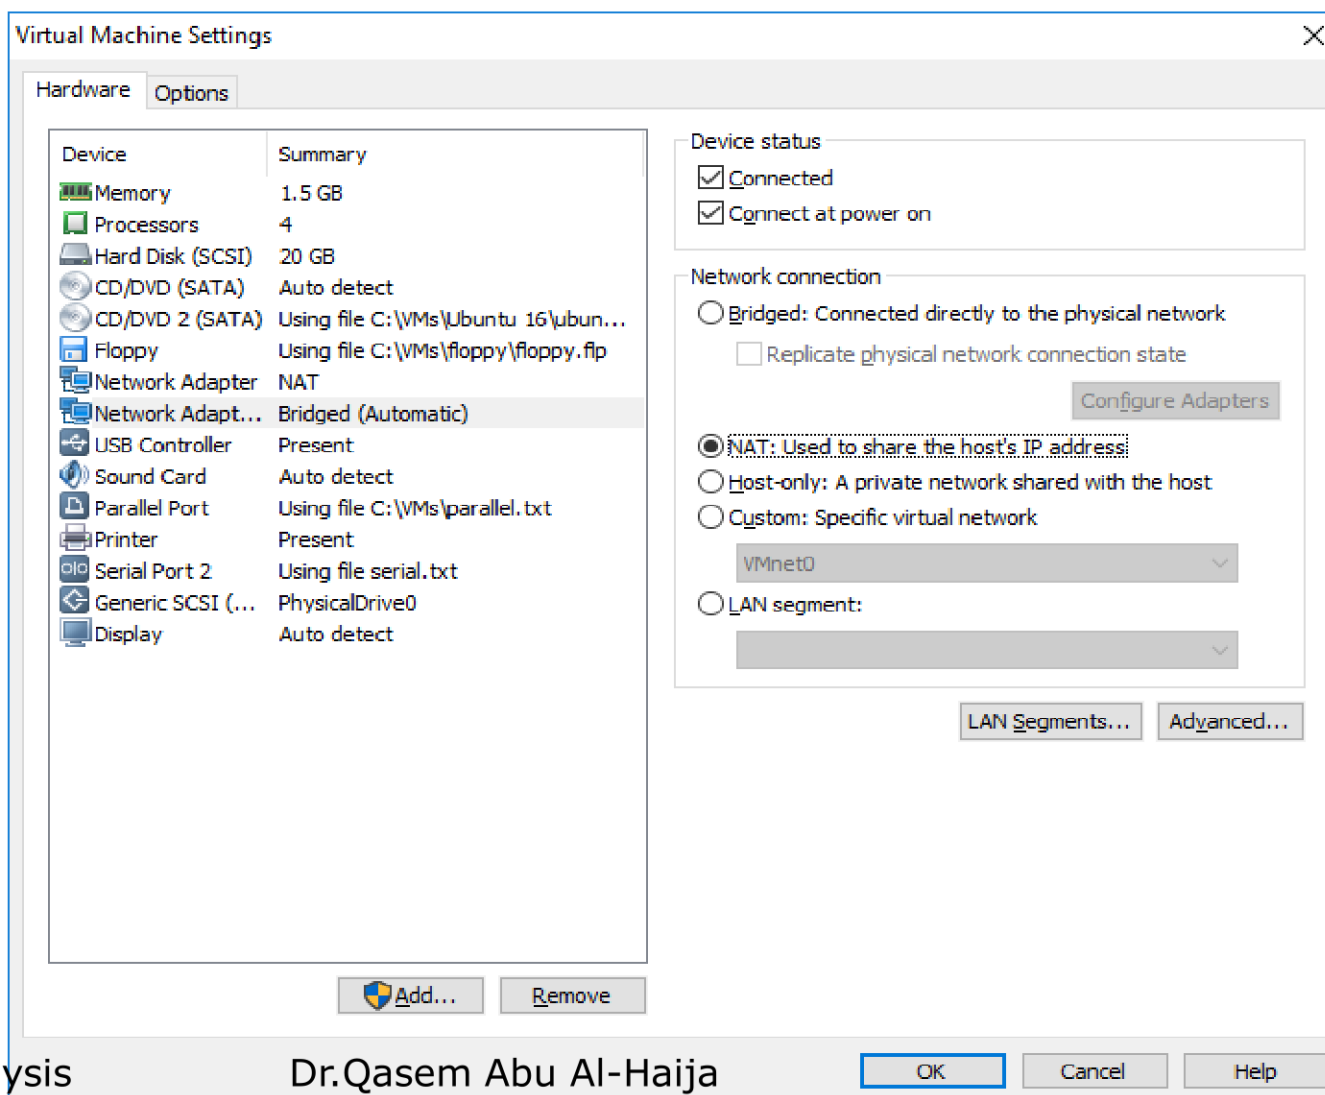 Virtual Machine Settings
Hardware
Options
Device Summary
Memory 1.5 GB
Processors 4
Hard Disk (SCSI) 20 GB
CD/DVD (SATA) Auto detect
CD/DVD 2 (SATA) Using file C:\VMs\Ubuntu 16\ubun...
Floppy Using file C:\VMs\floppy\floppy.flp
Network Adapter NAT
Network Adapt... Bridged (Automatic)
USB Controller Present
Sound Card Auto detect
Parallel Port Using file C:\VMs\parallel.txt
Printer Present
Serial Port 2 Using file serial.txt
Generic SCSI (... PhysicalDrive0
Display Auto detect
Add...
Remove
Device status
Connected
Connect at power on
Network connection
Bridged: Connected directly to the physical network
Replicate physical network connection state
Configure Adapters
NAT: Used to share the host's IP address
Host-only: A private network shared with the host
Custom: Specific virtual network
VMnet0
LAN segment:
LAN Segments...
Advanced...
ysis
Dr.Qasem Abu Al-Haija
OK
Cancel
Help